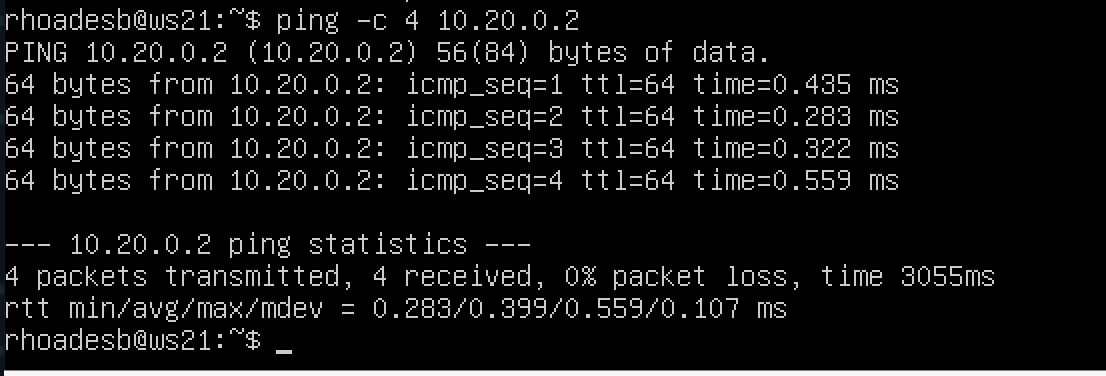 rhoadesb@ws21:~$ ping -c 4 10.20.0.2
PING 10.20.0.2 (10.20.0.2) 56(84) bytes of data.
64 bytes from 10.20.0.2: icmp_seq=1 ttl=64 time=0.435 ms
64 bytes from 10.20.0.2: icmp_seq=2 ttl=64 time=0.283 ms
64 bytes from 10.20.0.2: icmp_seq=3 ttl=64 time=0.322 ms
64 bytes from 10.20.0.2: icmp_seq=4 ttl=64 time=0.559 ms
--- 10.20.0.2 ping statistics ---
4 packets transmitted, 4 received, 0% packet loss, time 3055ms
rtt min/avg/max/mdev = 0.283/0.399/0.559/0.107 ms
rhoadesb@ws21:~$ _